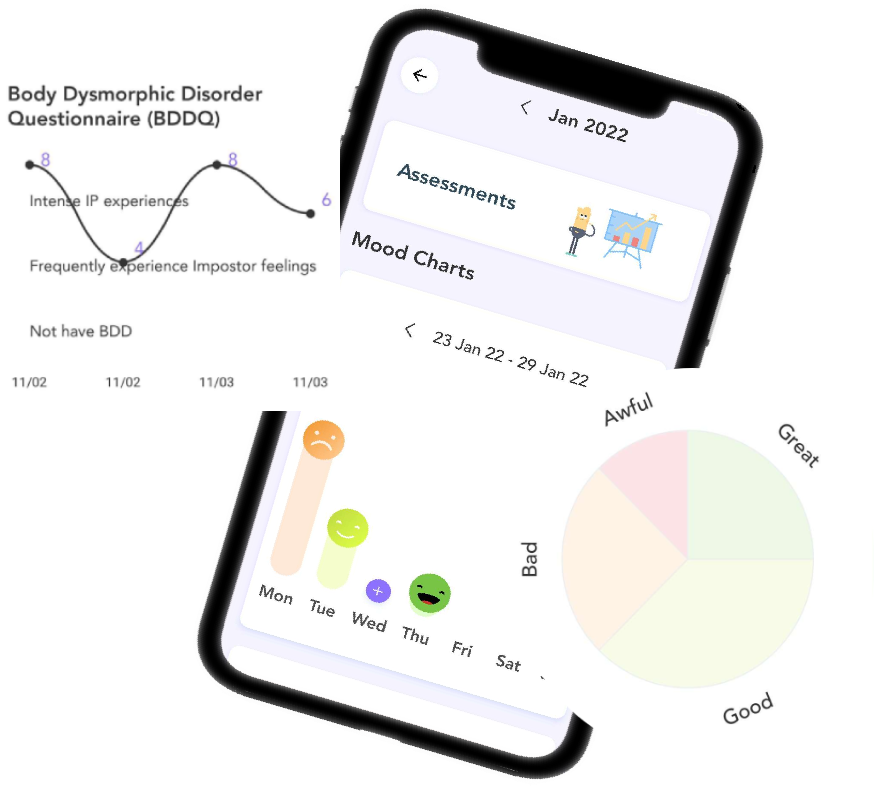 Body Dysmorphic Disorder
Questionnaire (BDDQ)
8
8
6
Intense IP experiences
4
Frequently experience Impostor feelings
Not have BDD
11/02
11/02
11/03
11/03
Jan 2022
Assessments
Mood Charts
23 Jan 22 - 29 Jan 22
Mon
Tue
Wed
Thu
Fri
Sat
Awful
Great
Bad
Good